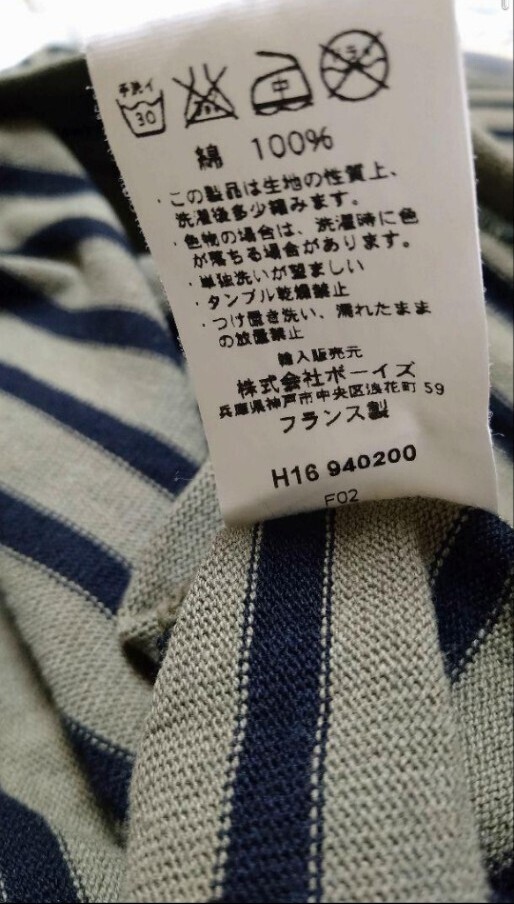 手洗イ
30
ドライ
中
綿 100%
・この製品は生地の性質上、
洗濯後多少縮みます。
・色物の場合は、洗濯時に色
が落ちる場合があります。
・単独洗いが望ましい
・タンブル乾燥禁止
・つけ置き洗い、濡れたまま
の放置禁止
輸入販売元
株式会社ボーイズ
兵庫県神戸市中央区浪花町 59
フランス製
H16 940200
F02